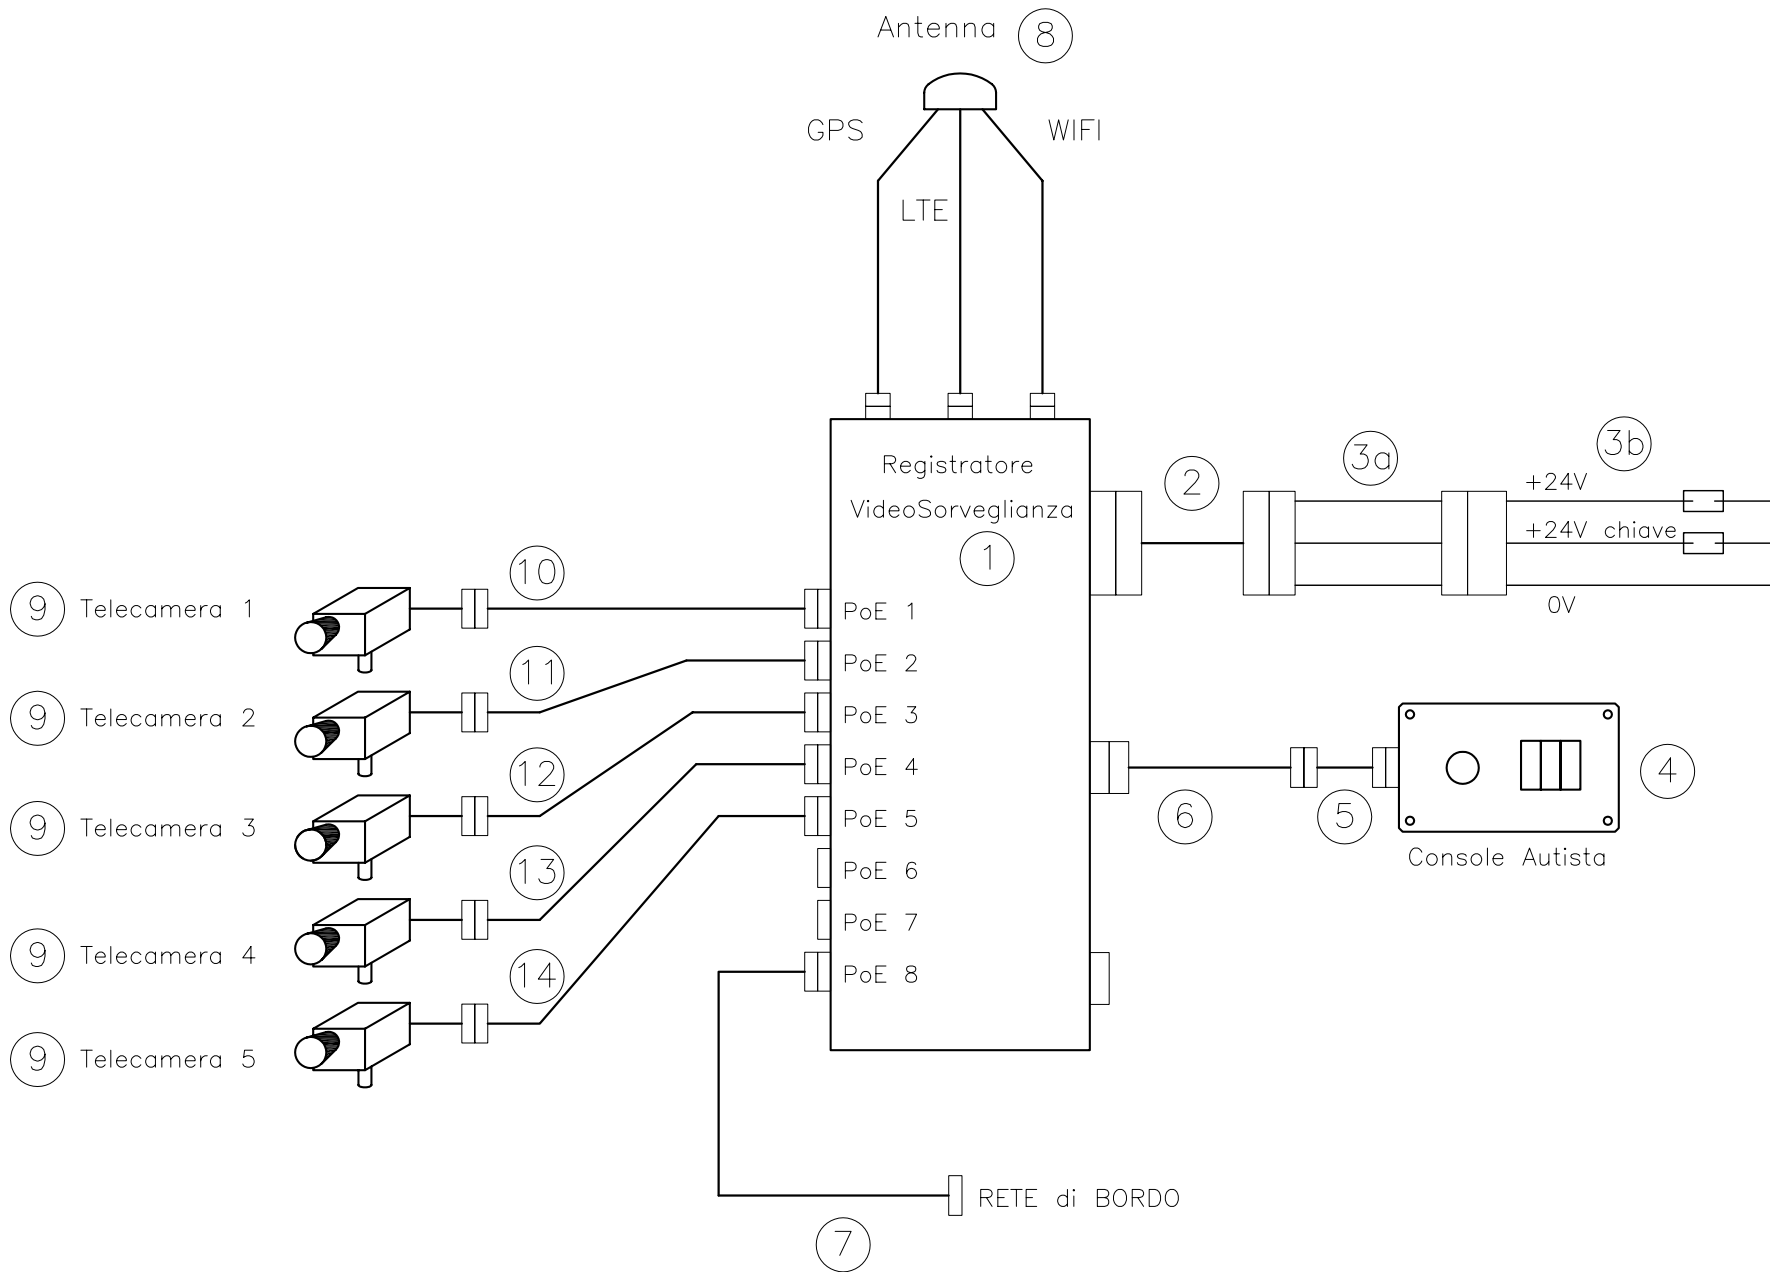 Antenna 8
GPS
WIFI
LTE
Registratore
VideoSorveglianza
1
2
3a
3b
+24V
+24V chiave
0V
9 Telecamera 1
10
PoE 1
11
PoE 2
9 Telecamera 2
PoE 3
12
PoE 4
9 Telecamera 3
PoE 5
13
PoE 6
PoE 7
9 Telecamera 4
14
PoE 8
9 Telecamera 5
6
5
4
Console Autista
RETE di BORDO
7